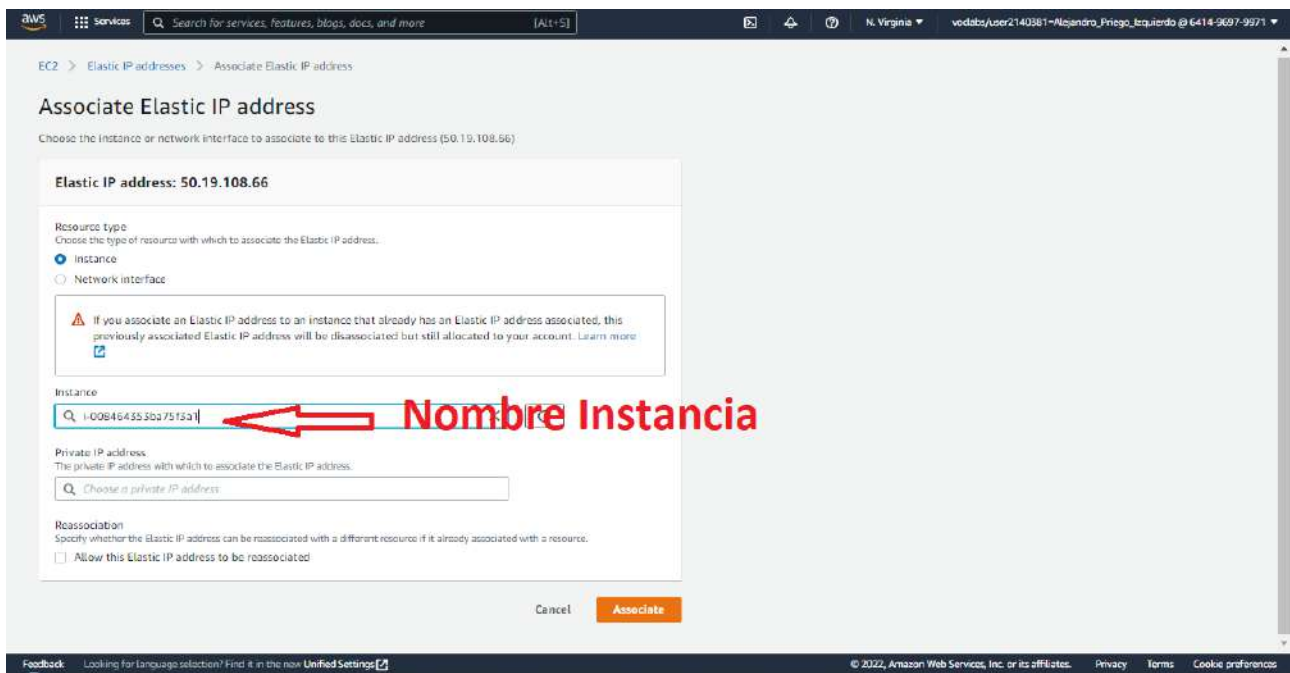 aws
Services
Search for services, features, blogs, docs, and more
[Alt+S]
N. Virginia
vodabs/user2140381=Alejandro_Priego_Izquierdo @ 6414-9697-9971
EC2 > Elastic IP addresses > Associate Elastic IP address
Associate Elastic IP address
Choose the instance or network interface to associate to this Elastic IP address (50.19.108.66)
Elastic IP address: 50.19.108.66
Resource type
Choose the type of resource with which to associate the Elastic IP address.
Instance
Network interface
If you associate an Elastic IP address to an instance that already has an Elastic IP address associated, this
previously associated Elastic IP address will be disassociated but still allocated to your account. Learn more
Instance
i-008464353ba75f3a1
Nombre Instancia
Private IP address
The private IP address with which to associate the Elastic IP address.
Choose a private IP address
Reassociation
Specify whether the Elastic IP address can be reassociated with a different resource if it already associated with a resource.
Allow this Elastic IP address to be reassociated
Cancel
Associate
Feedback
Looking for language selection? Find it in the new Unified Settings
© 2022, Amazon Web Services, Inc. or its affiliates.
Privacy
Terms
Cookie preferences